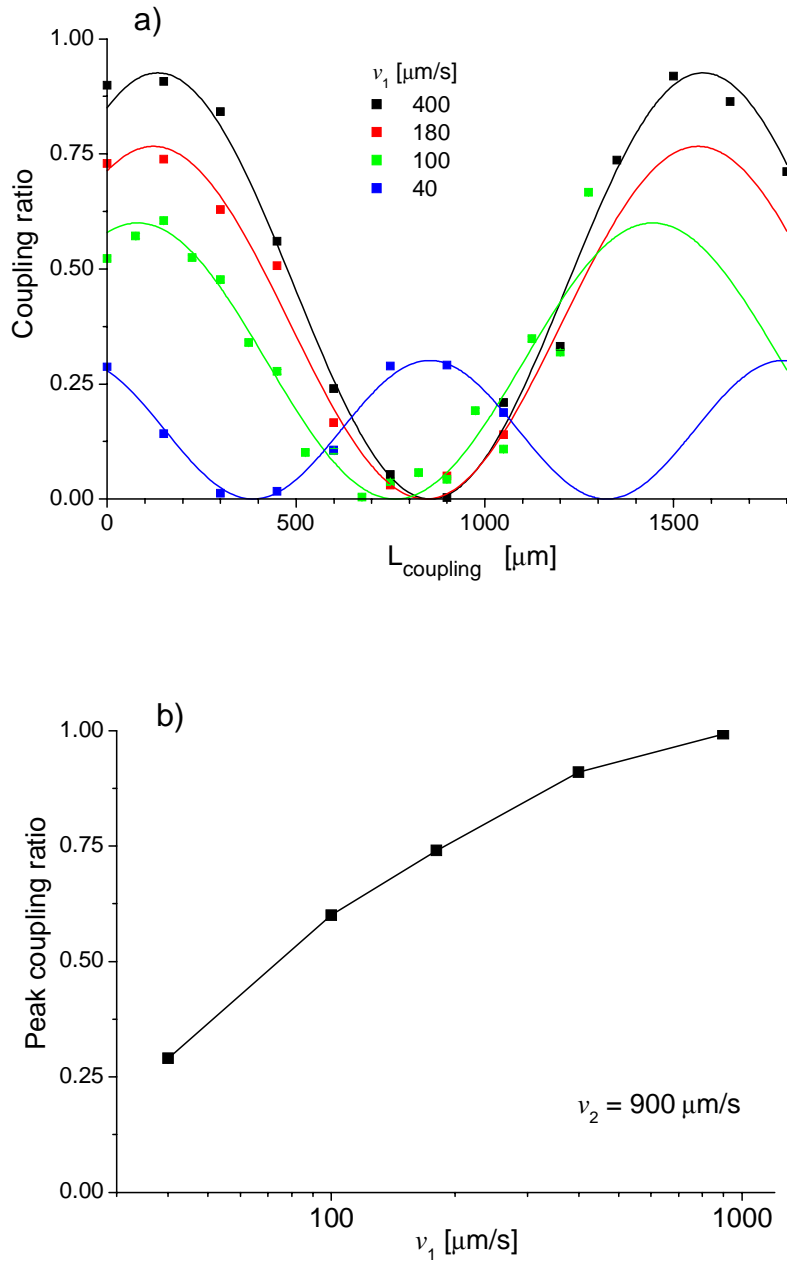 a)
1.00
0.75
0.50
0.25
0.00
Coupling ratio
v₁ [μm/s]
400
180
100
40
0 500 1000 1500
L_coupling [μm]
b)
1.00
0.75
0.50
0.25
0.00
Peak coupling ratio
v₂ = 900 μm/s
100 1000
v₁ [μm/s]